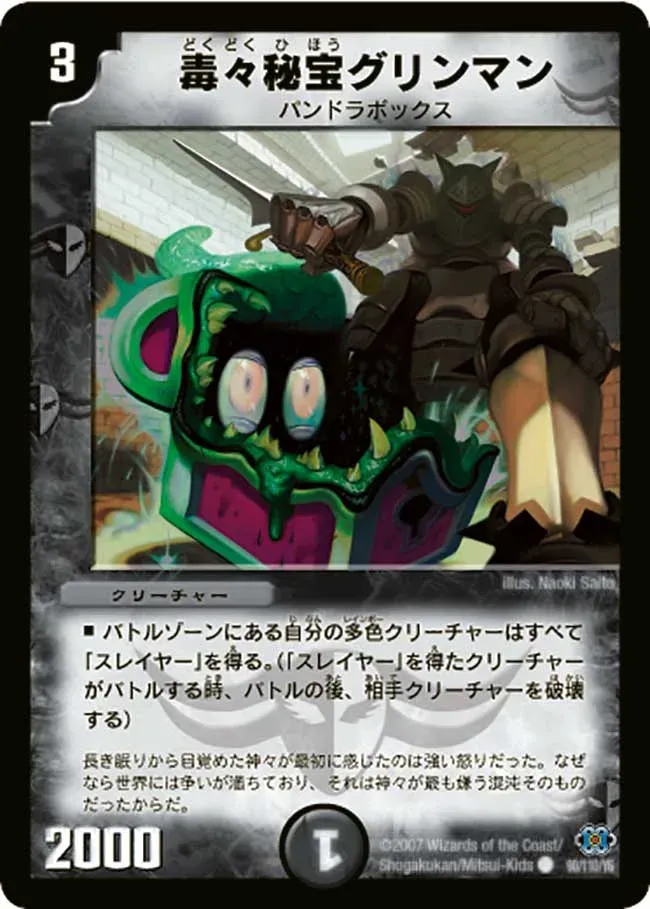 3
どくどくひほう
毒々秘宝グリンマン
パンドラボックス
illus. Naoki Saito
クリーチャー
■ バトルゾーンにある自分の多色クリーチャーはすべて
「スレイヤー」を得る。(「スレイヤー」を得たクリーチャー
がバトルする時、バトルの後、相手クリーチャーを破壊
する)
長き眠りから目覚めた神々が最初に感じたのは強い怒りだった。なぜ
なら世界には争いが満ちており、それは神々が最も嫌う混沌そのもの
だったからだ。
2000
1
©2007 Wizards of the Coast/
Shogakukan/Mitsui-Kids
90/110/Y6